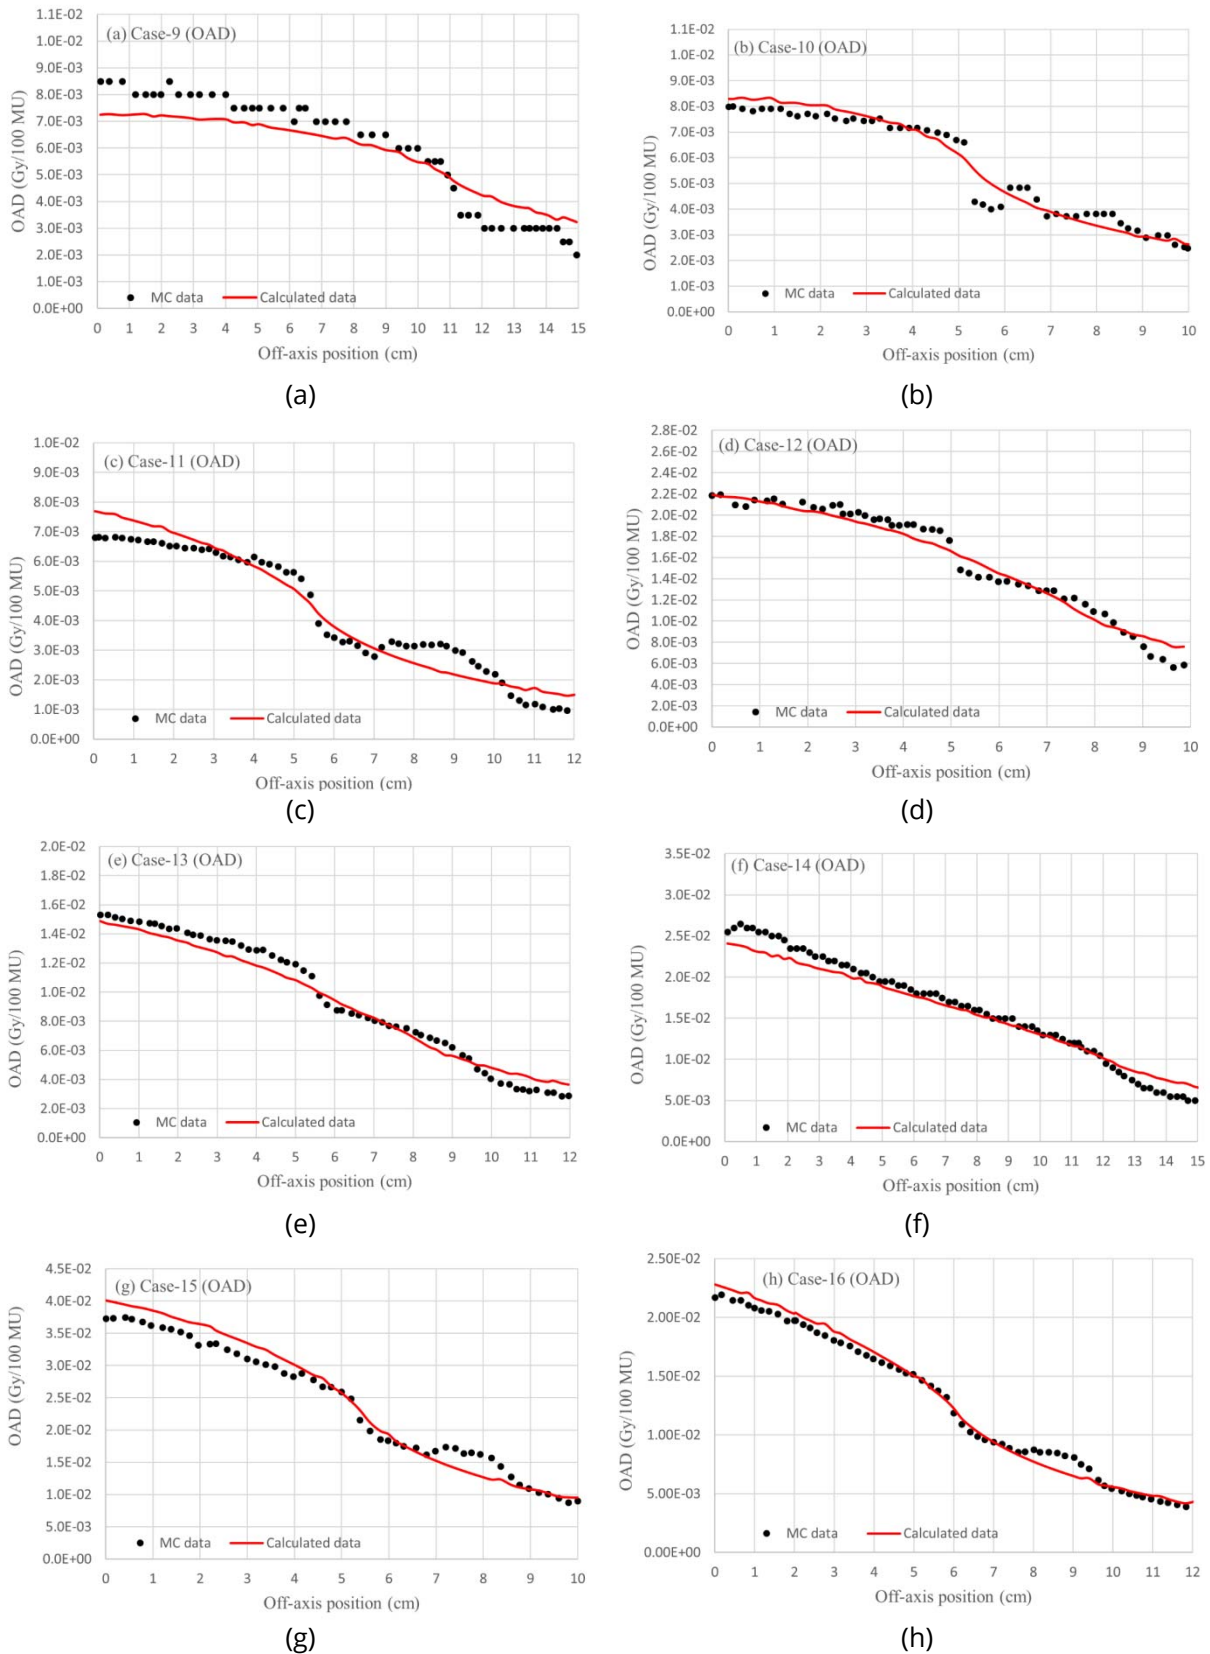 (a) Case-9 (OAD)
OAD (Gy/100 MU)
1.1E-02
1.0E-02
9.0E-03
8.0E-03
7.0E-03
6.0E-03
5.0E-03
4.0E-03
3.0E-03
2.0E-03
1.0E-03
0.0E+00
MC data Calculated data
0 1 2 3 4 5 6 7 8 9 10 11 12 13 14 15
Off-axis position (cm)
(a)
(b) Case-10 (OAD)
OAD (Gy/100 MU)
1.1E-02
1.0E-02
9.0E-03
8.0E-03
7.0E-03
6.0E-03
5.0E-03
4.0E-03
3.0E-03
2.0E-03
1.0E-03
0.0E+00
MC data Calculated data
0 1 2 3 4 5 6 7 8 9 10
Off-axis position (cm)
(b)
(c) Case-11 (OAD)
OAD (Gy/100 MU)
1.0E-02
9.0E-03
8.0E-03
7.0E-03
6.0E-03
5.0E-03
4.0E-03
3.0E-03
2.0E-03
1.0E-03
0.0E+00
MC data Calculated data
0 1 2 3 4 5 6 7 8 9 10 11 12
Off-axis position (cm)
(c)
(d) Case-12 (OAD)
OAD (Gy/100 MU)
2.8E-02
2.6E-02
2.4E-02
2.2E-02
2.0E-02
1.8E-02
1.6E-02
1.4E-02
1.2E-02
1.0E-02
8.0E-03
6.0E-03
4.0E-03
2.0E-03
0.0E+00
MC data Calculated data
0 1 2 3 4 5 6 7 8 9 10
Off-axis position (cm)
(d)
(e) Case-13 (OAD)
OAD (Gy/100 MU)
2.0E-02
1.8E-02
1.6E-02
1.4E-02
1.2E-02
1.0E-02
8.0E-03
6.0E-03
4.0E-03
2.0E-03
0.0E+00
MC data Calculated data
0 1 2 3 4 5 6 7 8 9 10 11 12
Off-axis position (cm)
(e)
(f) Case-14 (OAD)
OAD (Gy/100 MU)
3.5E-02
3.0E-02
2.5E-02
2.0E-02
1.5E-02
1.0E-02
5.0E-03
0.0E+00
MC data Calculated data
0 1 2 3 4 5 6 7 8 9 10 11 12 13 14 15
Off-axis position (cm)
(f)
(g) Case-15 (OAD)
OAD (Gy/100 MU)
4.5E-02
4.0E-02
3.5E-02
3.0E-02
2.5E-02
2.0E-02
1.5E-02
1.0E-02
5.0E-03
0.0E+00
MC data Calculated data
0 1 2 3 4 5 6 7 8 9 10
Off-axis position (cm)
(g)
(h) Case-16 (OAD)
OAD (Gy/100 MU)
2.50E-02
2.00E-02
1.50E-02
1.00E-02
5.00E-03
0.00E+00
MC data Calculated data
0 1 2 3 4 5 6 7 8 9 10 11 12
Off-axis position (cm)
(h)